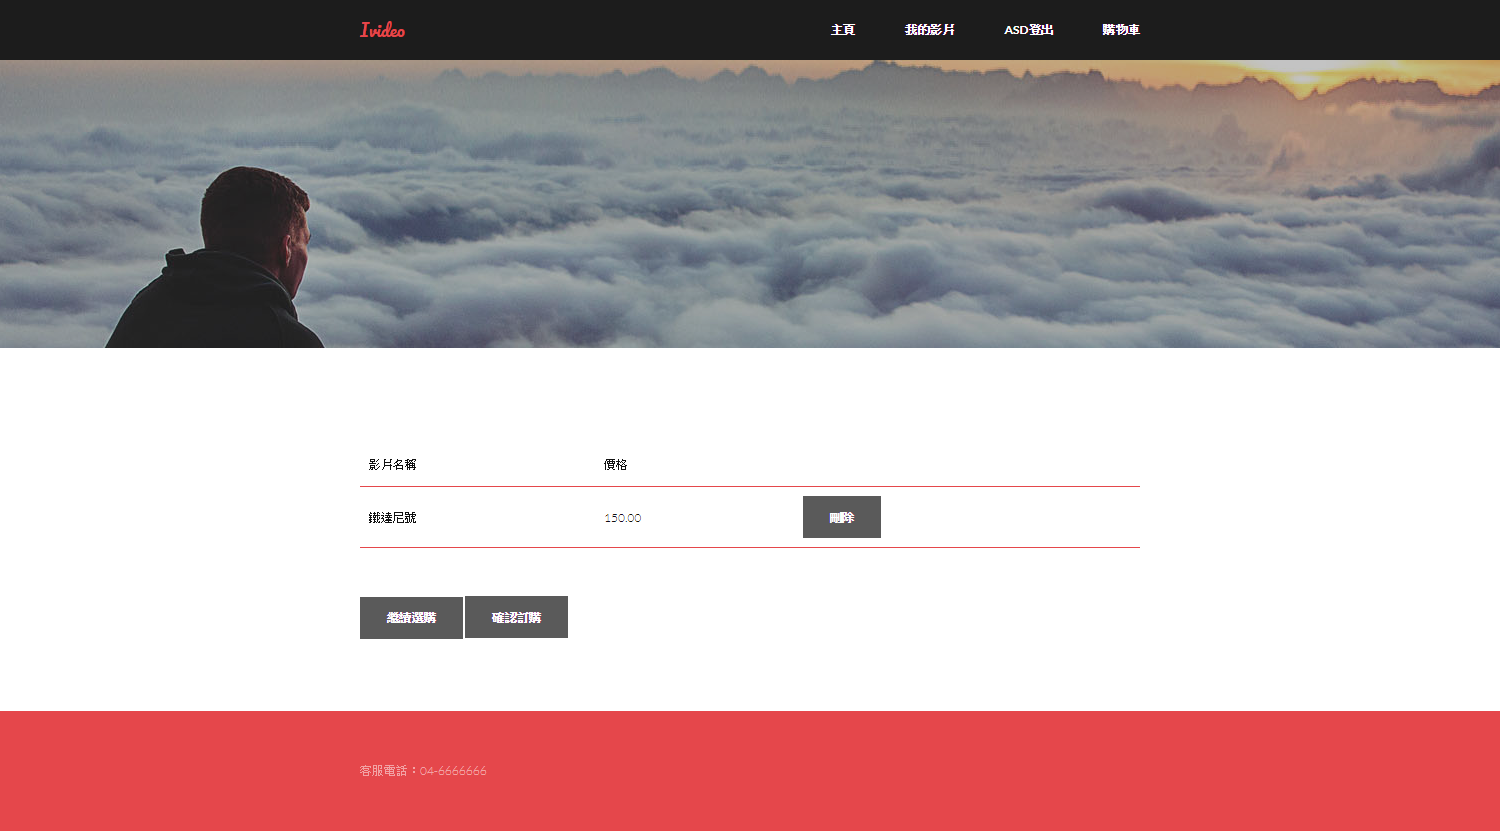 Ivideo
主頁 我的影片 ASD登出 購物車
影片名稱 價格
鐵達尼號 150.00 刪除
繼續選購 確認訂購
客服電話：04-6666666